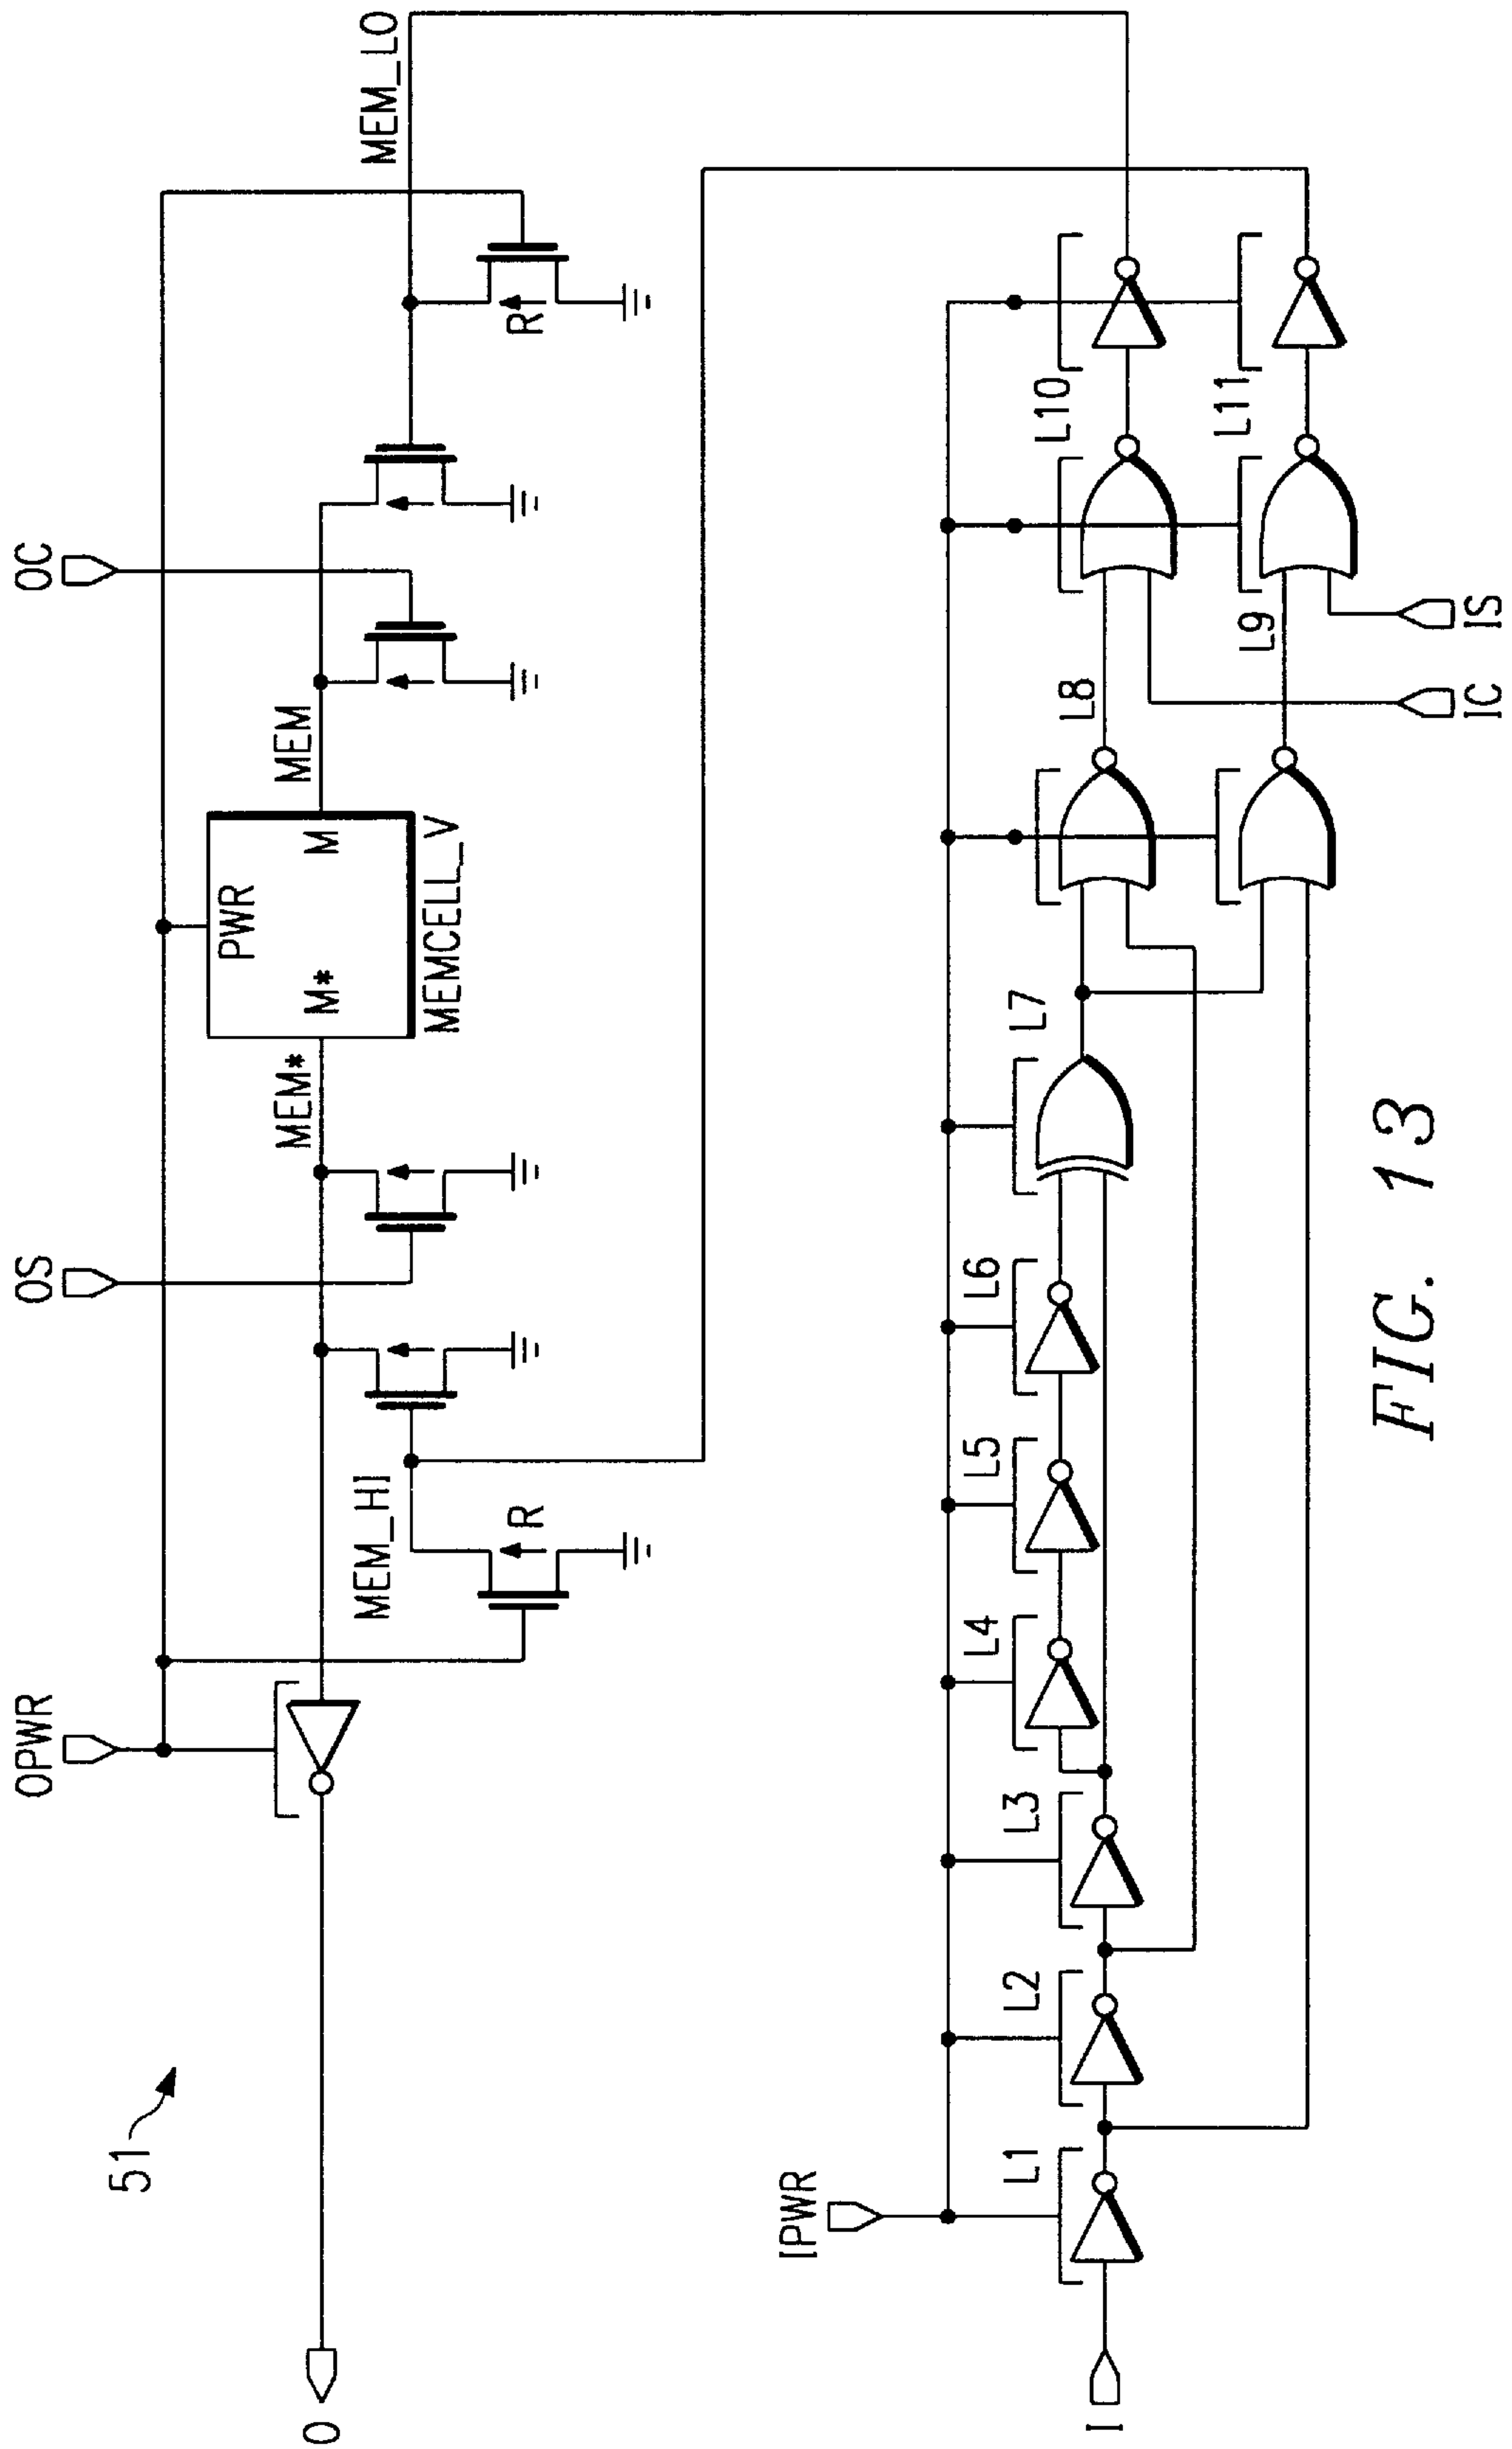 51
OPWR
OS
OC
MEM_HI
R
MEM*
M*
PWR
M
MEM
MEMCELL_V
MEM_LO
R
O
IPWR
L1
L2
L3
L4
L5
L6
L7
L8
L9
L10
L11
I
IC
IS
FIG. 13